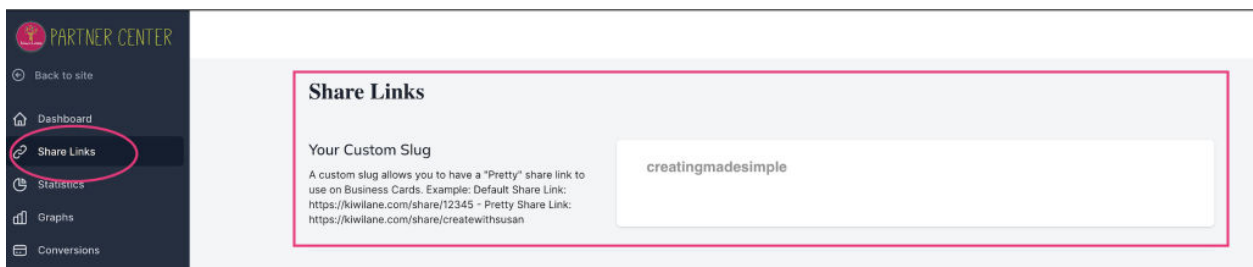 PARTNER CENTER
Back to site
Dashboard
Share Links
Statistics
Graphs
Conversions
Share Links
Your Custom Slug
A custom slug allows you to have a "Pretty" share link to
use on Business Cards. Example: Default Share Link:
https://kiwilane.com/share/12345 - Pretty Share Link:
https://kiwilane.com/share/createwithsusan
creatingmadesimple